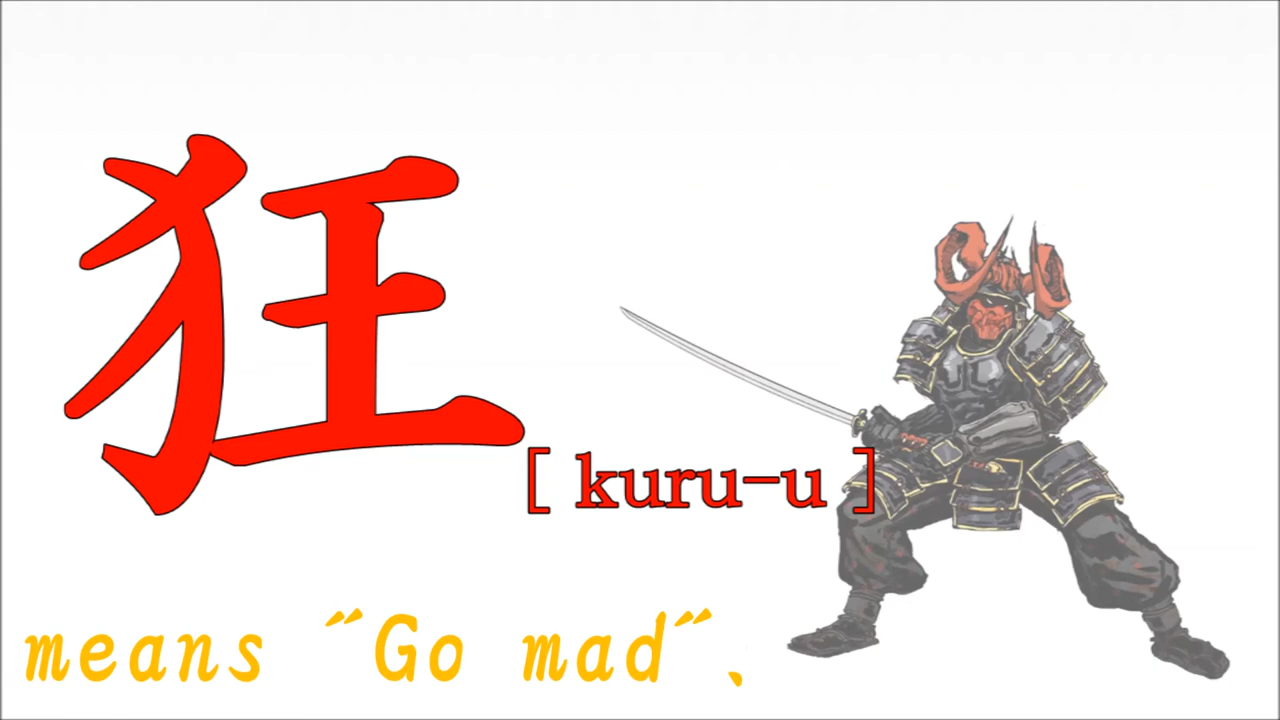 狂
[ kuru-u ]
means ˝Go mad˝、